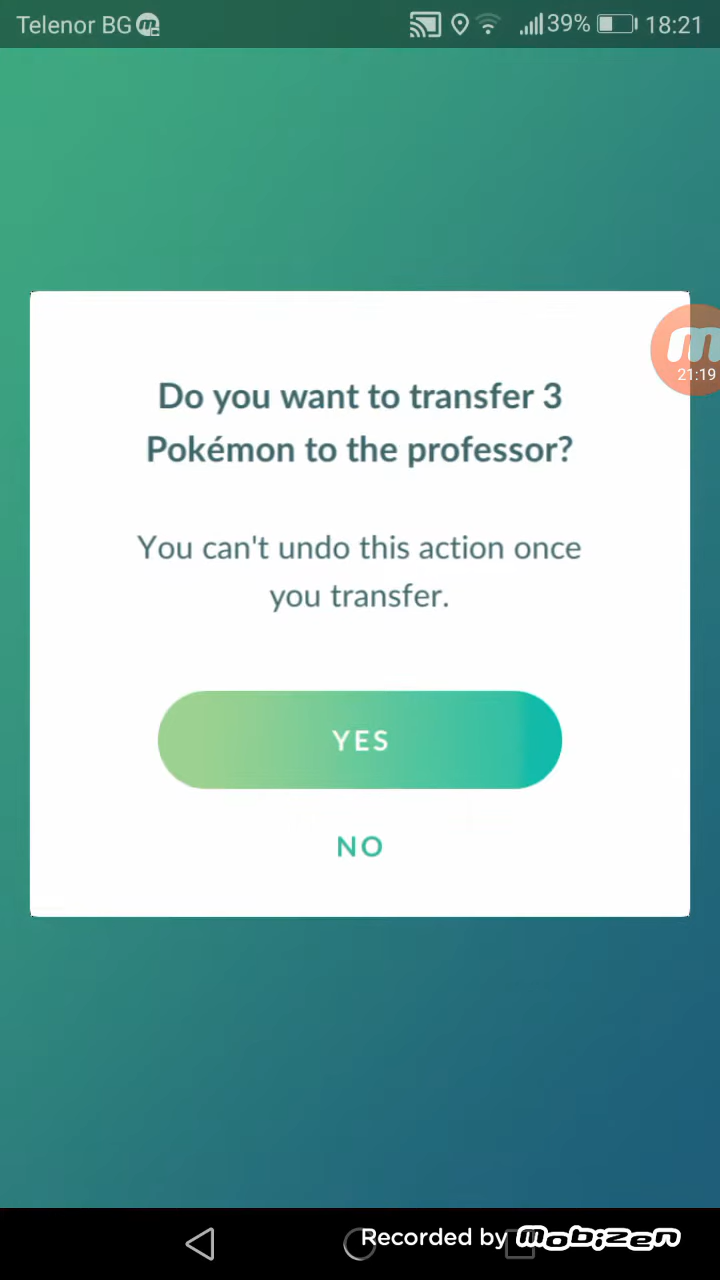 Telenor BG
39% 18:21
m
21:19
Do you want to transfer 3
Pokémon to the professor?
You can't undo this action once
you transfer.
YES
NO
Recorded by mobizen